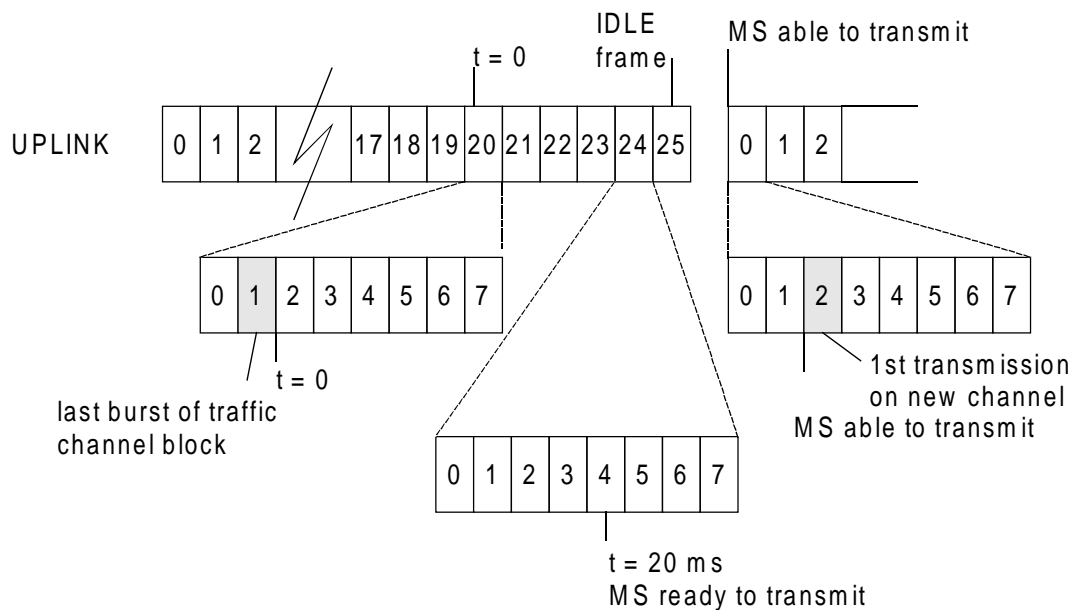 IDLE
frame
MS able to transmit
t = 0
UPLINK
0 1 2 17 18 19 20 21 22 23 24 25
0 1 2
0 1 2 3 4 5 6 7
0 1 2 3 4 5 6 7
t = 0
last burst of traffic
channel block
1st transmission
on new channel
MS able to transmit
0 1 2 3 4 5 6 7
t = 20 ms
MS ready to transmit